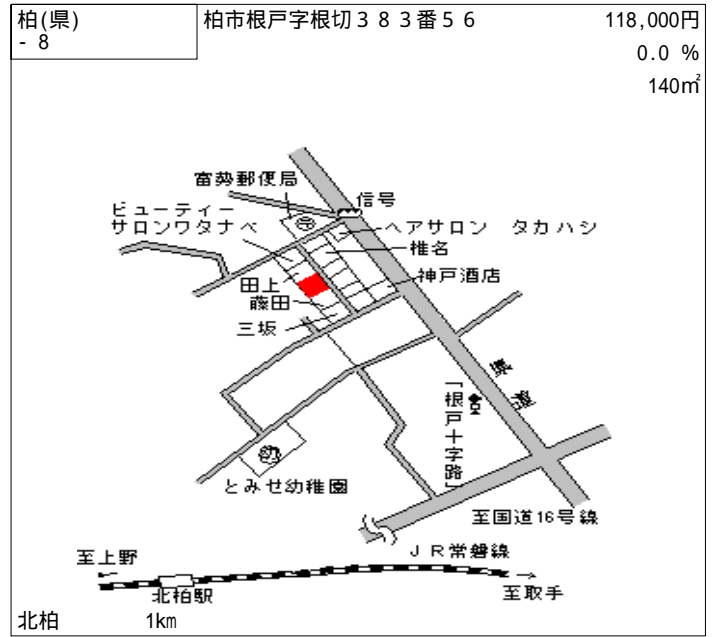 柏(県)
- 8
柏市根戸字根切３８３番５６
118,000円
0.0 %
140㎡
富勢郵便局
信号
ビューティー
サロンワタナベ
ヘアサロン　タカハシ
椎名
神戸酒店
田上
藤田
三坂
県道
「根戸十字路」
とみせ幼稚園
幼
至国道16号線
ＪＲ常磐線
至上野
北柏駅
至取手
北柏
1km